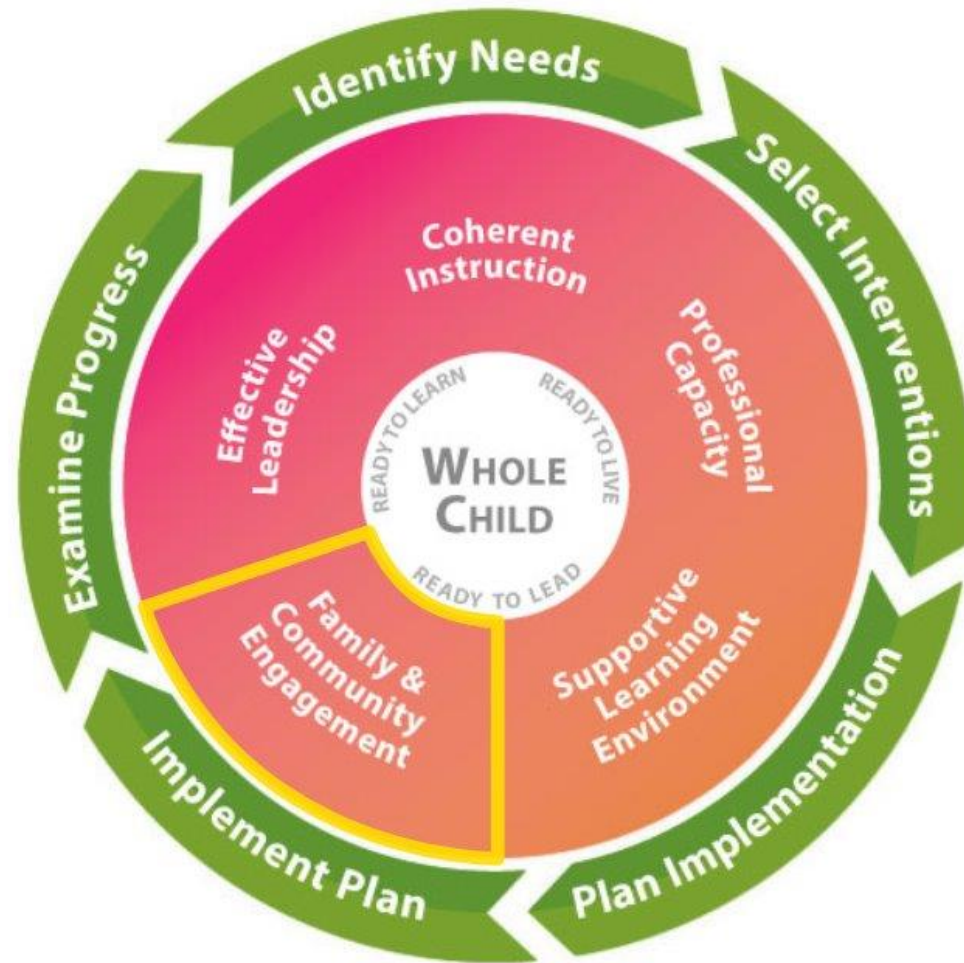 Identify Needs
Select Interventions
Plan Implementation
Implement Plan
Examine Progress
Coherent
Instruction
Professional
Capacity
Supportive
Learning
Environment
Family &
Community
Engagement
Effective
Leadership
READY TO LEARN
READY TO LIVE
READY TO LEAD
WHOLE
CHILD